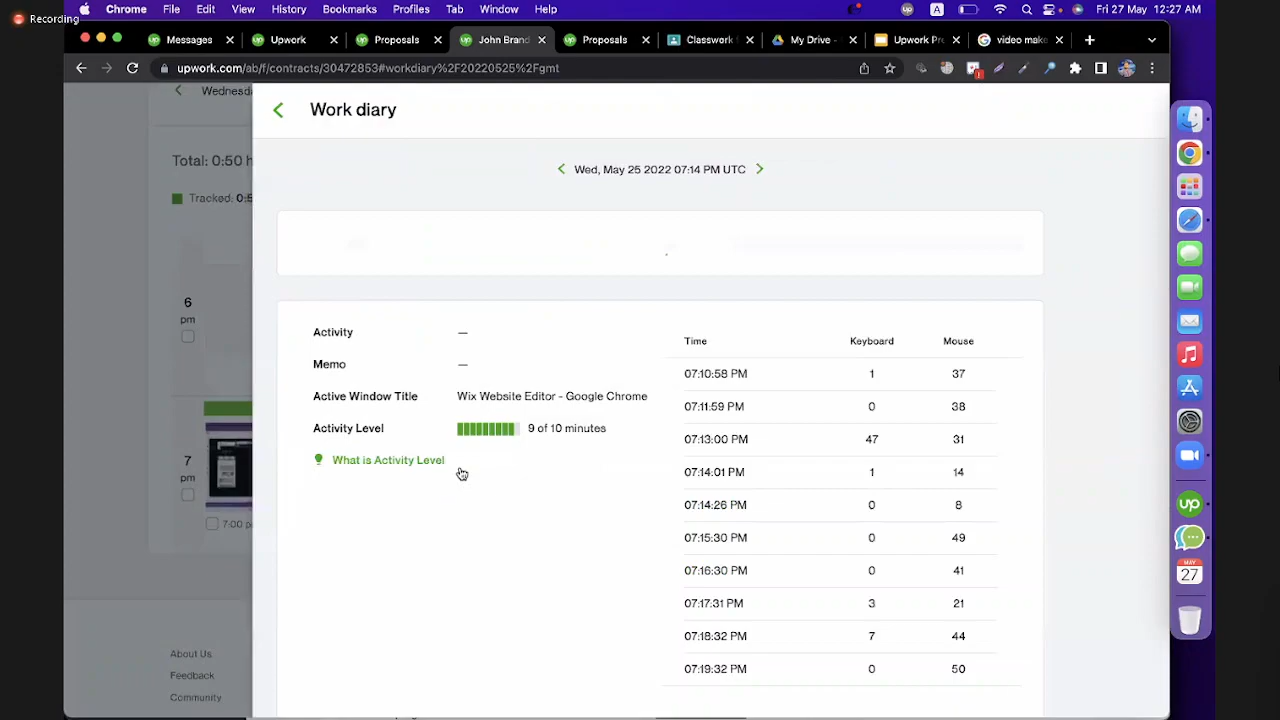 Recording
Chrome File Edit View History Bookmarks Profiles Tab Window Help
A
Fri 27 May 12:27 AM
Messages
Upwork
Proposals
John Brand
Proposals
Classwork
My Drive -
Upwork Pr
video make
upwork.com/ab/f/contracts/30472853#workdiary%2F20220525%2Fgmt
Wednesd
Work diary
Wed, May 25 2022 07:14 PM UTC
Total: 0:50 h
Tracked: 0:5
6
pm
7
pm
7:00 p
Activity —
Memo —
Active Window Title Wix Website Editor - Google Chrome
Activity Level 9 of 10 minutes
What is Activity Level
Time Keyboard Mouse
07:10:58 PM 1 37
07:11:59 PM 0 38
07:13:00 PM 47 31
07:14:01 PM 1 14
07:14:26 PM 0 8
07:15:30 PM 0 49
07:16:30 PM 0 41
07:17:31 PM 3 21
07:18:32 PM 7 44
07:19:32 PM 0 50
About Us
Feedback
Community
up
MAY
27